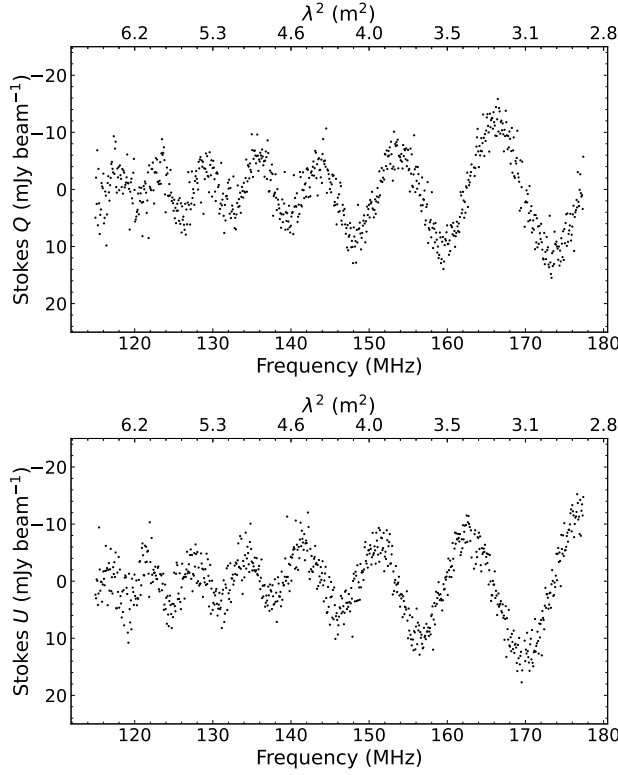 λ² (m²)
6.2 5.3 4.6 4.0 3.5 3.1 2.8
−20
−10
0
10
20
Stokes Q (mJy beam⁻¹)
120 130 140 150 160 170 180
Frequency (MHz)
λ² (m²)
6.2 5.3 4.6 4.0 3.5 3.1 2.8
−20
−10
0
10
20
Stokes U (mJy beam⁻¹)
120 130 140 150 160 170 180
Frequency (MHz)